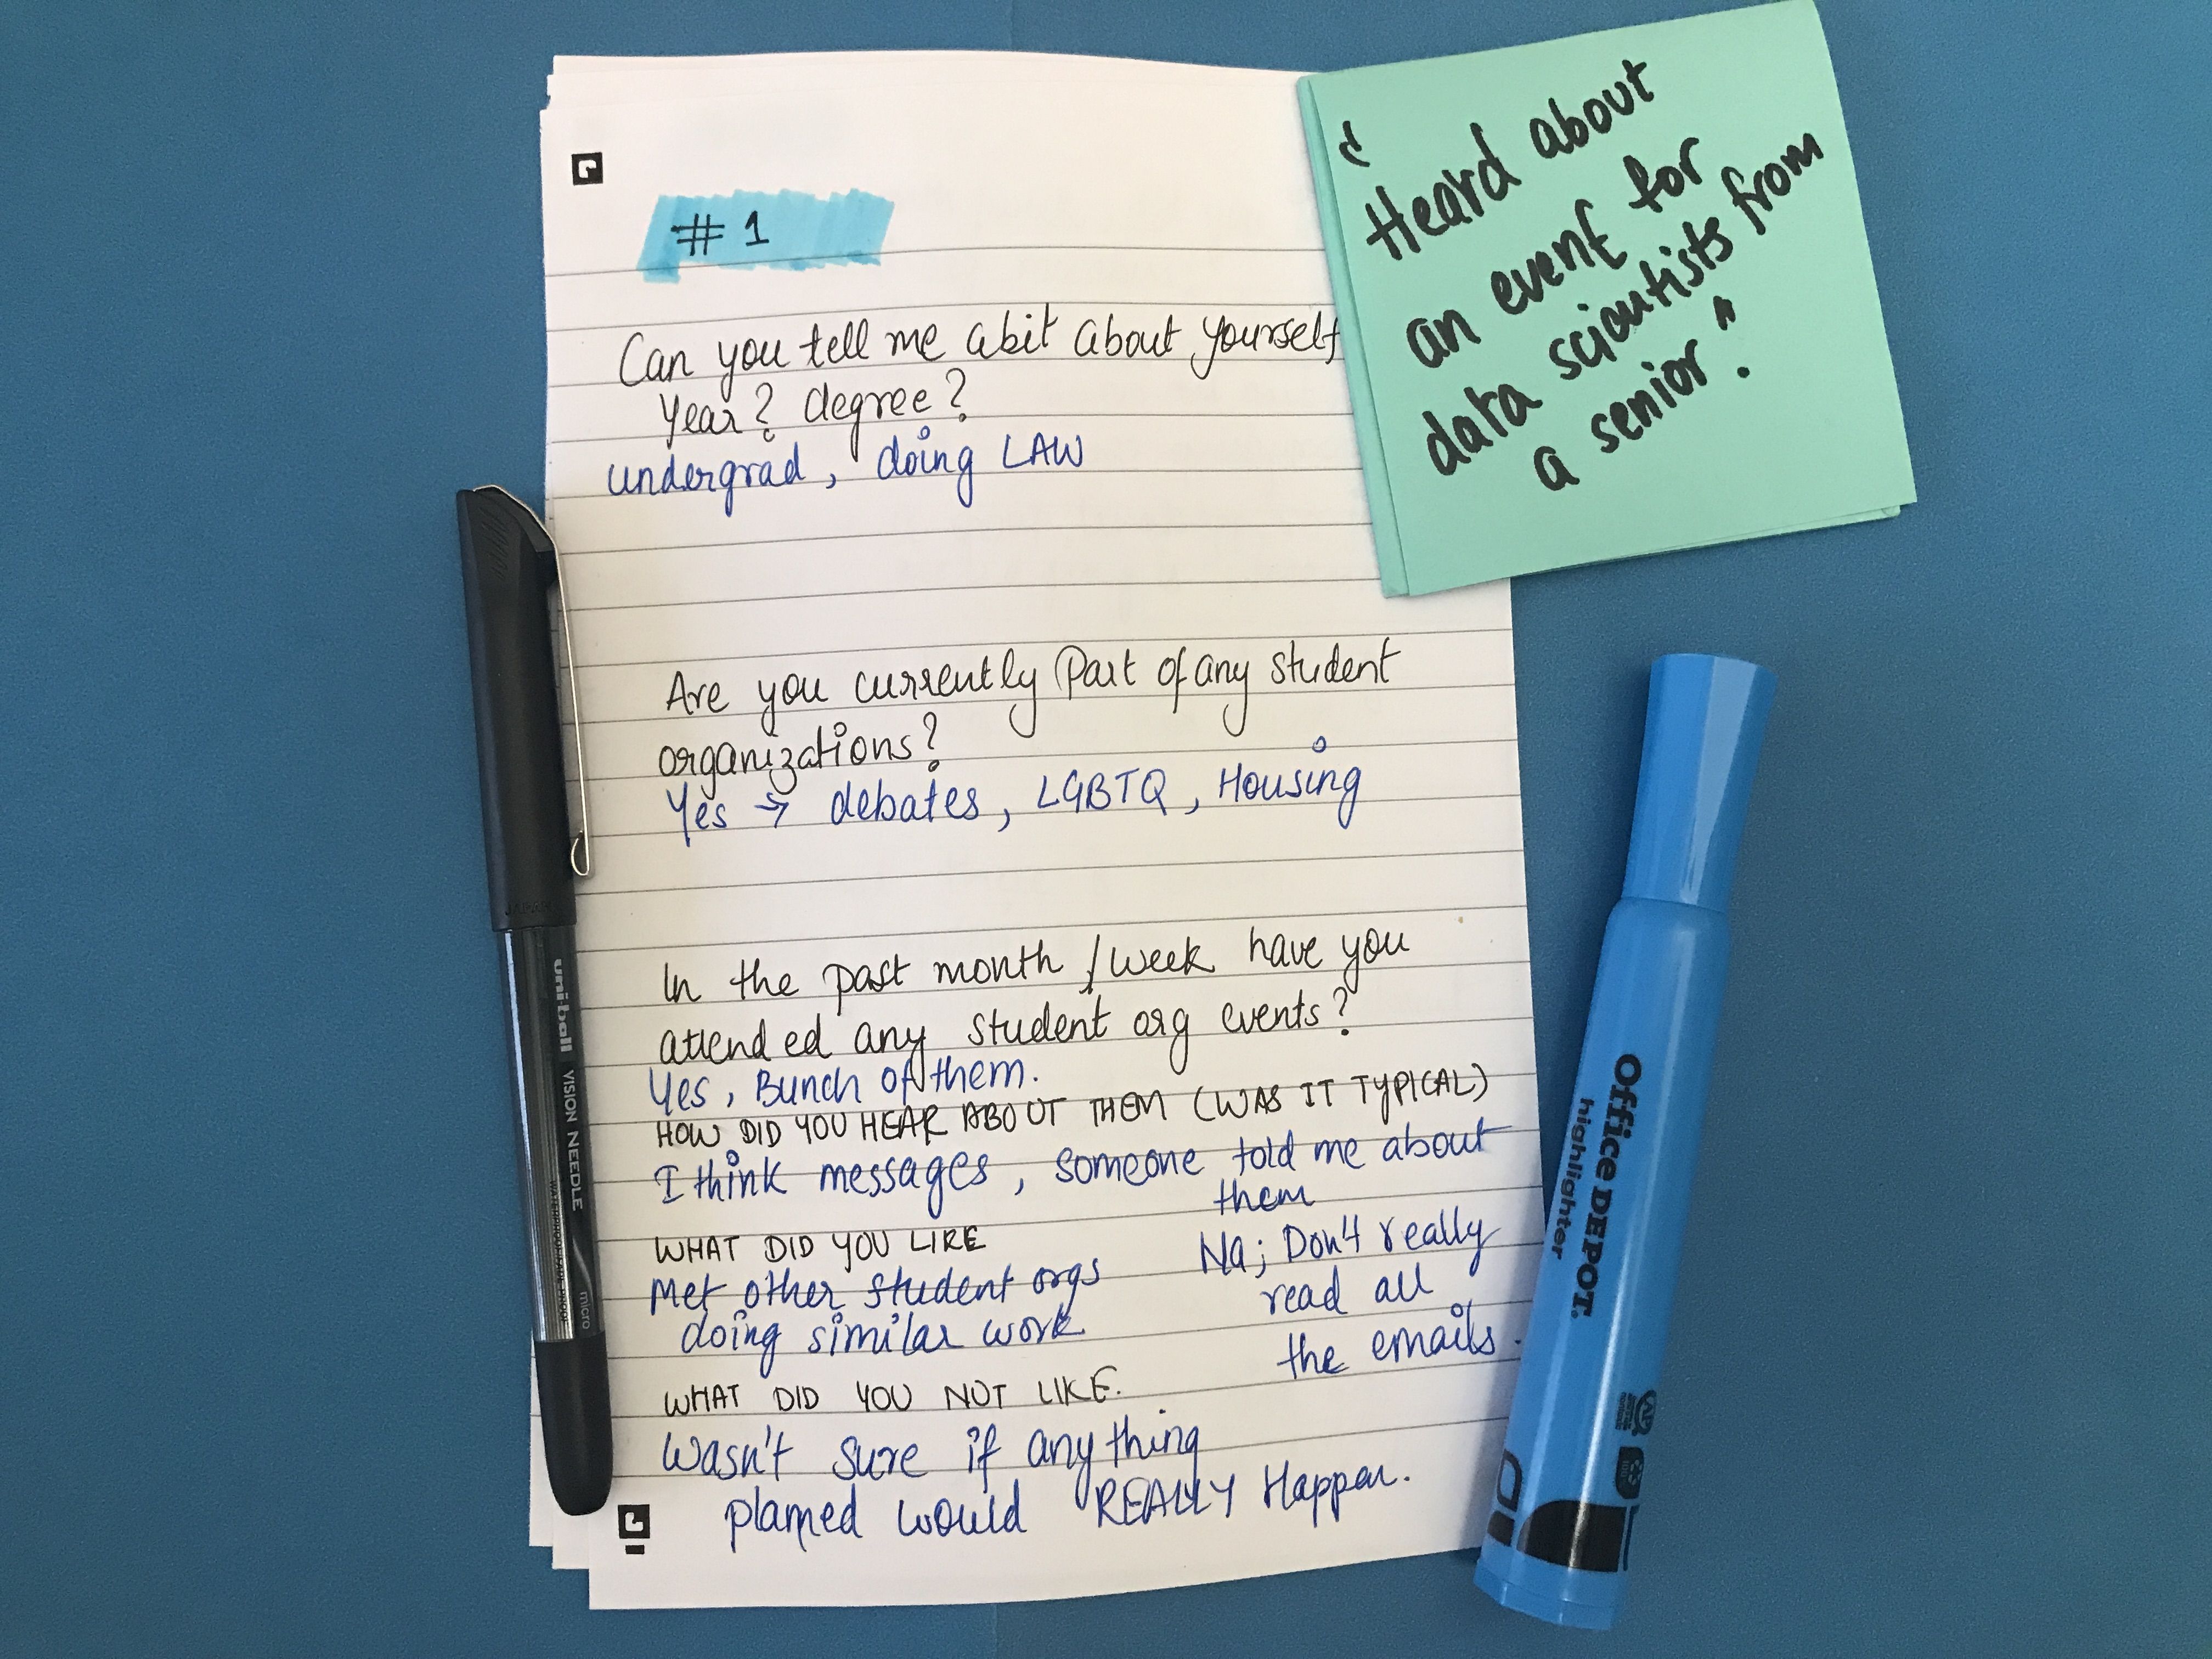 #1
Can you tell me abit about yourself
year? degree?
undergrad, doing LAW
Are you currently Part of any student
organizations?
Yes → debates, LGBTQ, Housing
In the past month/week have you
attended any student org events?
Yes, Bunch of them.
HOW DID YOU HEAR ABOUT THEM (WAS IT TYPICAL)
I think messages, someone told me about
them
WHAT DID YOU LIKE
Met other student orgs
doing similar work
Na; Don't really
read all
the emails.
WHAT DID YOU NOT LIKE.
Wasn't sure if anything
planned would REALLY Happen.
"Heard about
an event for
data scientists from
a senior."
uni-ball VISION NEEDLE micro
WATERPROOF/FADE-PROOF
Office DEPOT.
highlighter